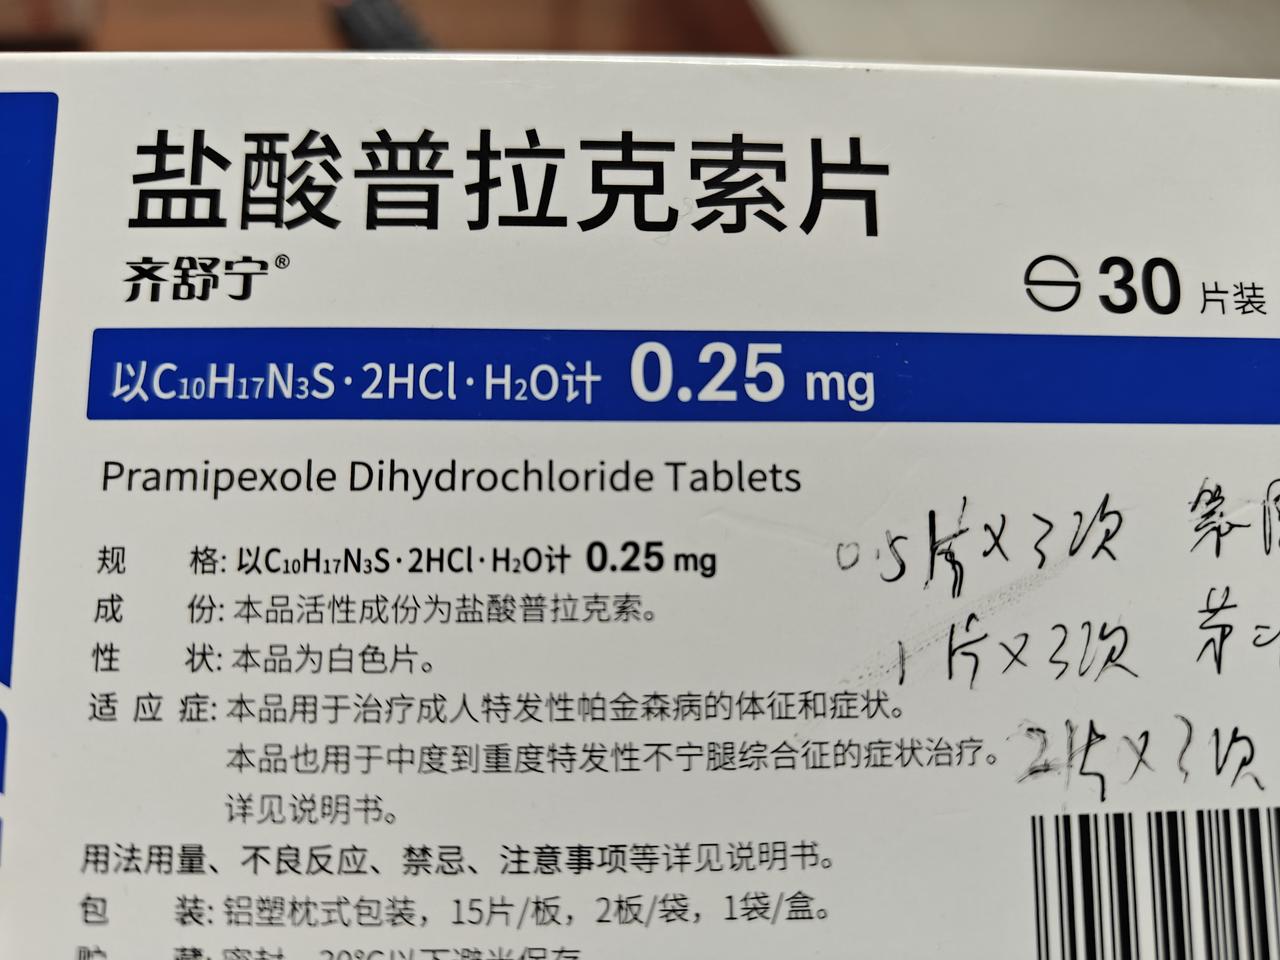 盐酸普拉克索片
齐舒宁®
30 片装
以C₁₀H₁₇N₃S·2HCl·H₂O计 0.25 mg
Pramipexole Dihydrochloride Tablets
规 格: 以C₁₀H₁₇N₃S·2HCl·H₂O计 0.25 mg
成 份: 本品活性成份为盐酸普拉克索。
性 状: 本品为白色片。
适 应 症: 本品用于治疗成人特发性帕金森病的体征和症状。
本品也用于中度到重度特发性不宁腿综合征的症状治疗。
详见说明书。
用法用量、不良反应、禁忌、注意事项等详见说明书。
包 装: 铝塑枕式包装，15片/板，2板/袋，1袋/盒。
0.5片×3次 第
1片×3次 第二
2片×3次